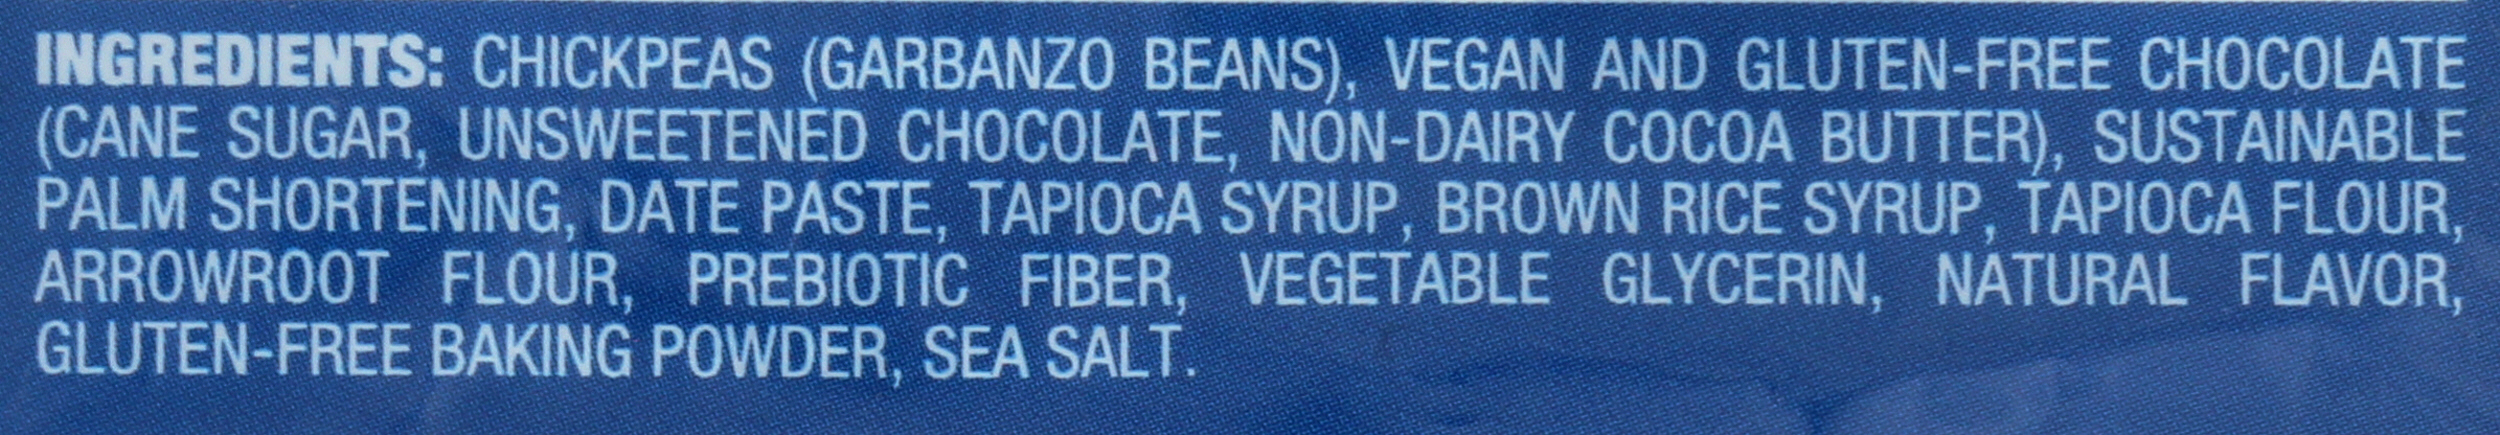 INGREDIENTS: CHICKPEAS (GARBANZO BEANS), VEGAN AND GLUTEN-FREE CHOCOLATE
(CANE SUGAR, UNSWEETENED CHOCOLATE, NON-DAIRY COCOA BUTTER), SUSTAINABLE
PALM SHORTENING, DATE PASTE, TAPIOCA SYRUP, BROWN RICE SYRUP, TAPIOCA FLOUR,
ARROWROOT FLOUR, PREBIOTIC FIBER, VEGETABLE GLYCERIN, NATURAL FLAVOR,
GLUTEN-FREE BAKING POWDER, SEA SALT.